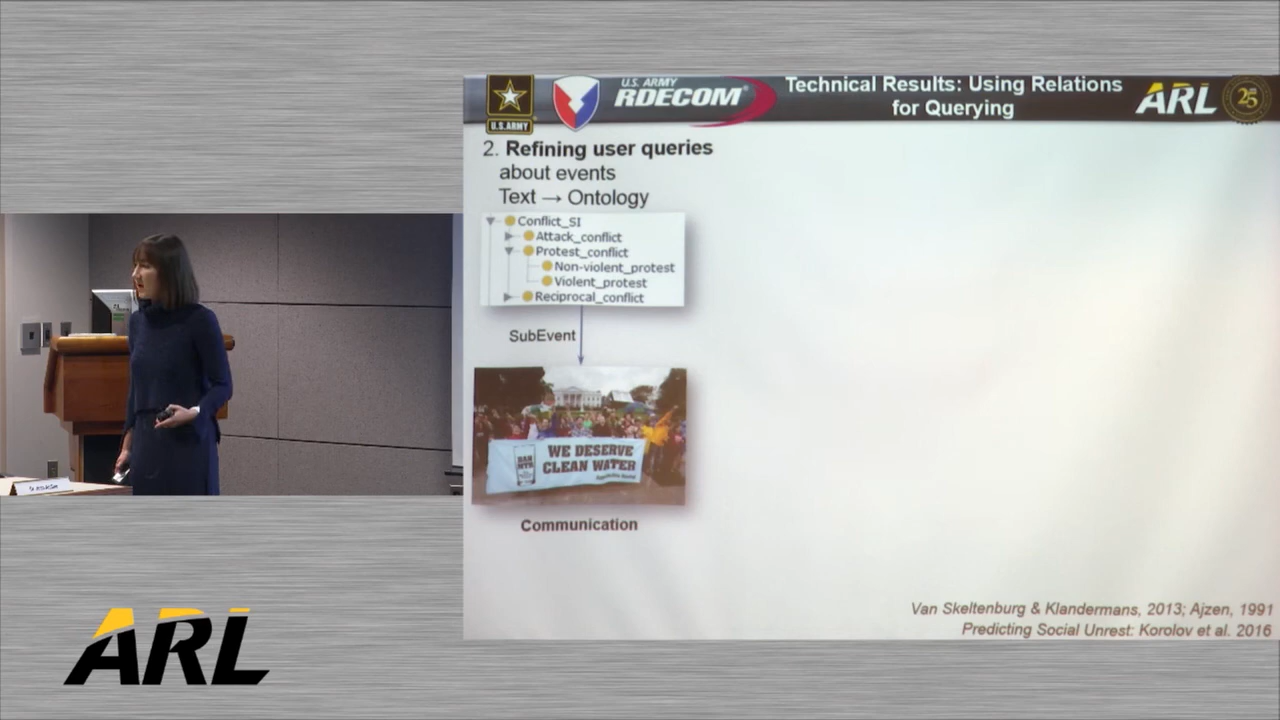 U.S. ARMY
U.S. ARMY
RDECOM
Technical Results: Using Relations
for Querying
ARL
25
2. Refining user queries
about events
Text → Ontology
Conflict_SI
Attack_conflict
Protest_conflict
Non-violent_protest
Violent_protest
Reciprocal_conflict
SubEvent
WE DESERVE
CLEAN WATER
Communication
Van Skeltenburg & Klandermans, 2013; Ajzen, 1991
Predicting Social Unrest: Korolov et al. 2016
ARL